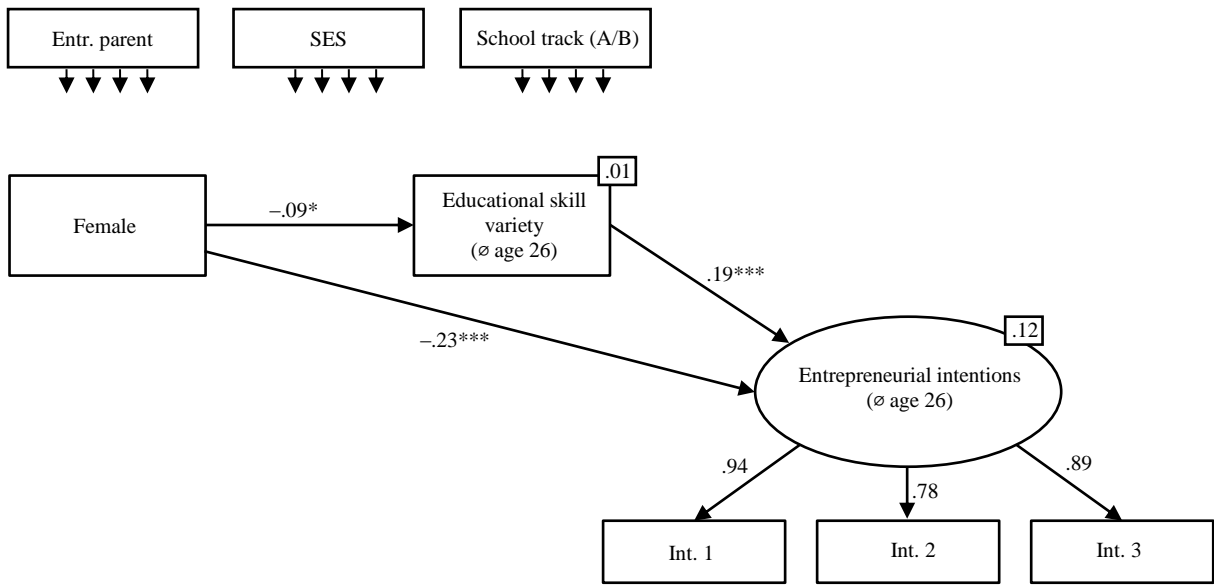 Entr. parent
SES
School track (A/B)
.01
Female
–.09*
Educational skill
variety
(⌀ age 26)
.19***
–.23***
.12
Entrepreneurial intentions
(⌀ age 26)
.94
.78
.89
Int. 1
Int. 2
Int. 3